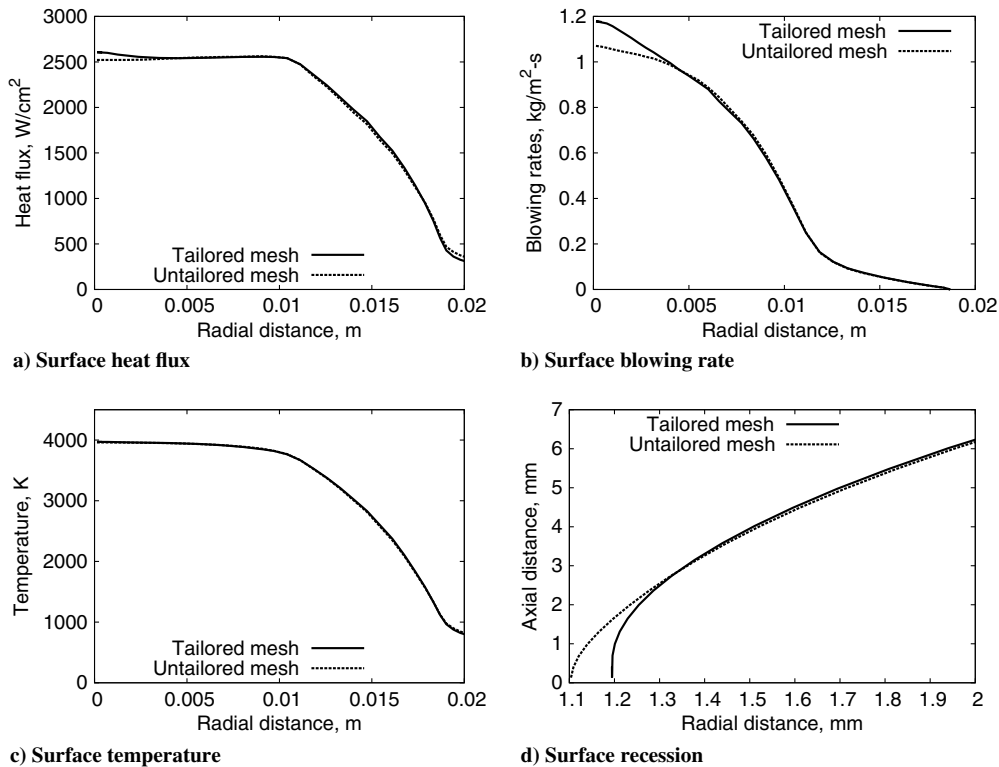 3000
2500
2000
1500
1000
500
0
Heat flux, W/cm²
Tailored mesh
Untailored mesh
0 0.005 0.01 0.015 0.02
Radial distance, m
a) Surface heat flux
1.2
1
0.8
0.6
0.4
0.2
0
Blowing rates, kg/m²-s
Tailored mesh
Untailored mesh
0 0.005 0.01 0.015 0.02
Radial distance, m
b) Surface blowing rate
4000
3000
2000
1000
0
Temperature, K
Tailored mesh
Untailored mesh
0 0.005 0.01 0.015 0.02
Radial distance, m
c) Surface temperature
7
6
5
4
3
2
1
0
Axial distance, mm
Tailored mesh
Untailored mesh
1.1 1.2 1.3 1.4 1.5 1.6 1.7 1.8 1.9 2
Radial distance, mm
d) Surface recession